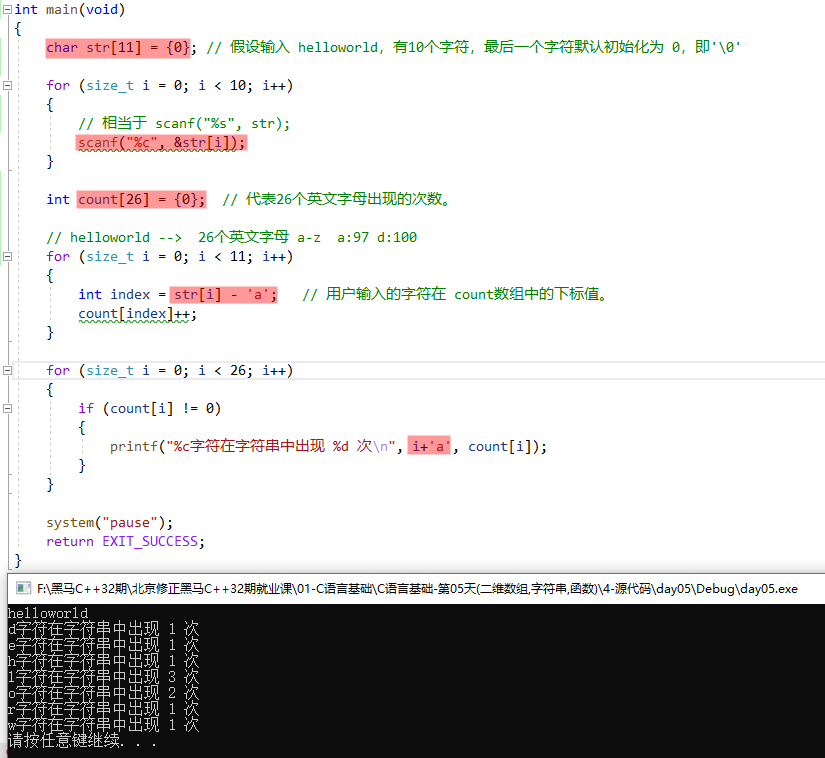 int main(void)
{
char str[11] = {0}; // 假设输入 helloworld，有10个字符，最后一个字符默认初始化为 0，即'\0'
for (size_t i = 0; i < 10; i++)
{
// 相当于 scanf("%s", str);
scanf("%c", &str[i]);
}
int count[26] = {0}; // 代表26个英文字母出现的次数。
// helloworld --> 26个英文字母 a-z a:97 d:100
for (size_t i = 0; i < 11; i++)
{
int index = str[i] - 'a'; // 用户输入的字符在 count数组中的下标值。
count[index]++;
}
for (size_t i = 0; i < 26; i++)
{
if (count[i] != 0)
{
printf("%c字符在字符串中出现 %d 次\n", i+'a', count[i]);
}
}
system("pause");
return EXIT_SUCCESS;
}
F:\黑马C++32期\北京修正黑马C++32期就业课\01-C语言基础\C语言基础-第05天(二维数组,字符串,函数)\4-源代码\day05\Debug\day05.exe
helloworld
d字符在字符串中出现 1 次
e字符在字符串中出现 1 次
h字符在字符串中出现 1 次
l字符在字符串中出现 3 次
o字符在字符串中出现 2 次
r字符在字符串中出现 1 次
w字符在字符串中出现 1 次
请按任意键继续. . .